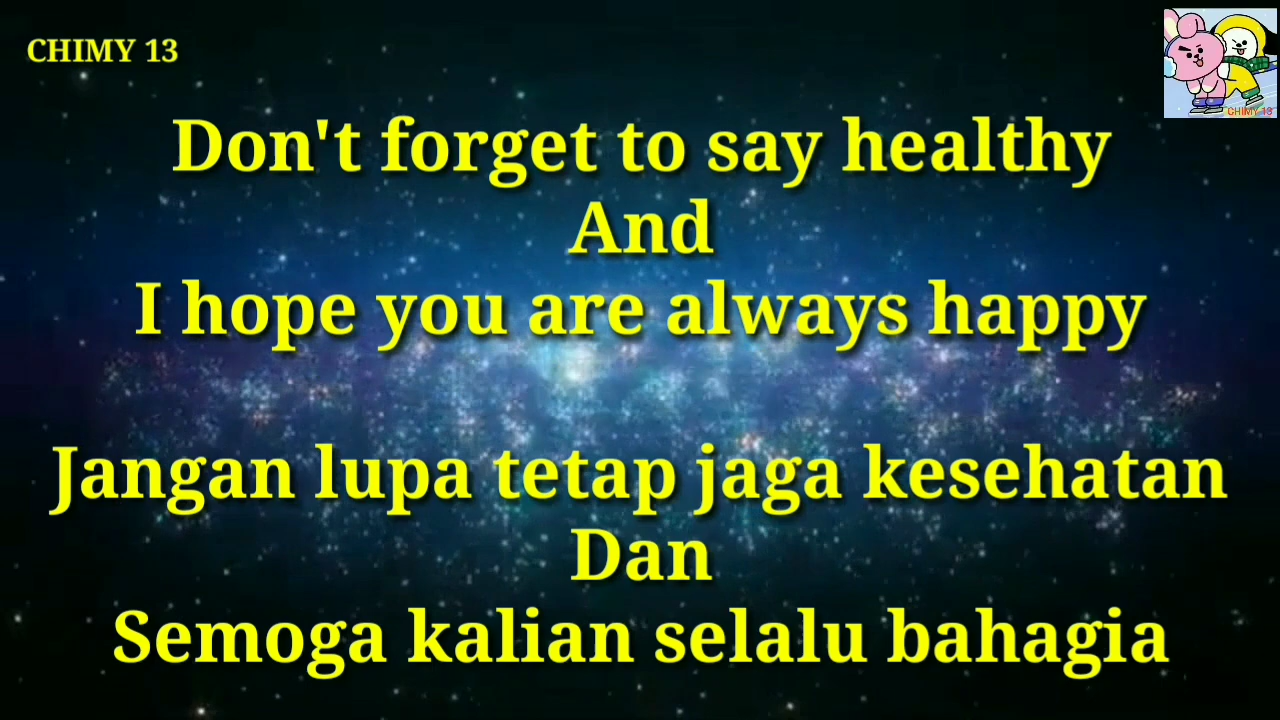 CHIMY 13
CHIMY 13
Don't forget to say healthy
And
I hope you are always happy
Jangan lupa tetap jaga kesehatan
Dan
Semoga kalian selalu bahagia